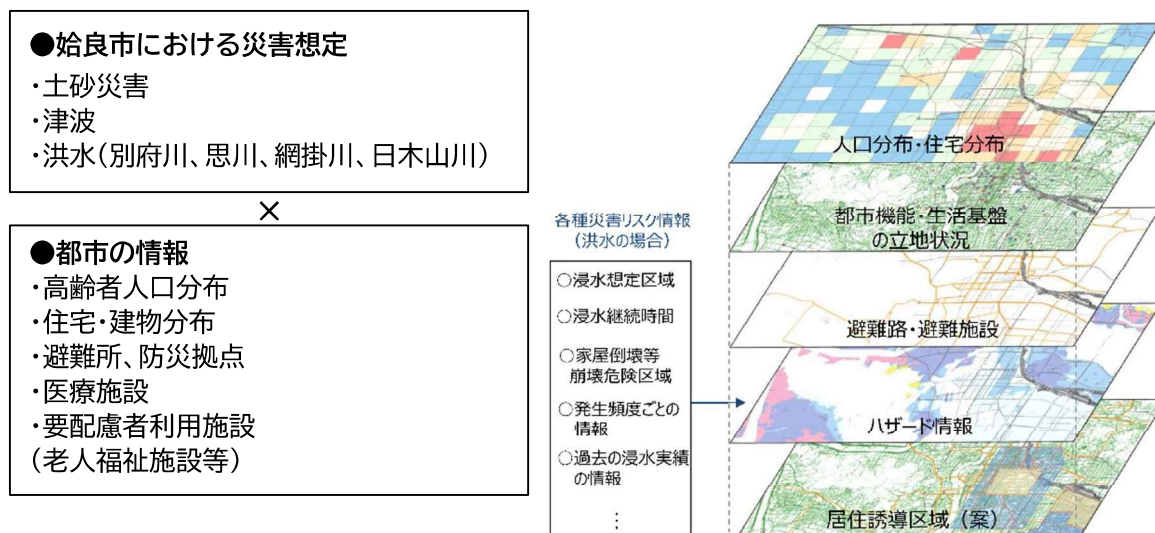 ●姶良市における災害想定
・土砂災害
・津波
・洪水（別府川、思川、網掛川、日木山川）
×
●都市の情報
・高齢者人口分布
・住宅・建物分布
・避難所、防災拠点
・医療施設
・要配慮者利用施設
（老人福祉施設等）
各種災害リスク情報
（洪水の場合）
○浸水想定区域
○浸水継続時間
○家屋倒壊等
崩壊危険区域
○発生頻度ごとの
情報
○過去の浸水実績
の情報
⋮
人口分布・住宅分布
都市機能・生活基盤
の立地状況
避難路・避難施設
ハザード情報
居住誘導区域（案）